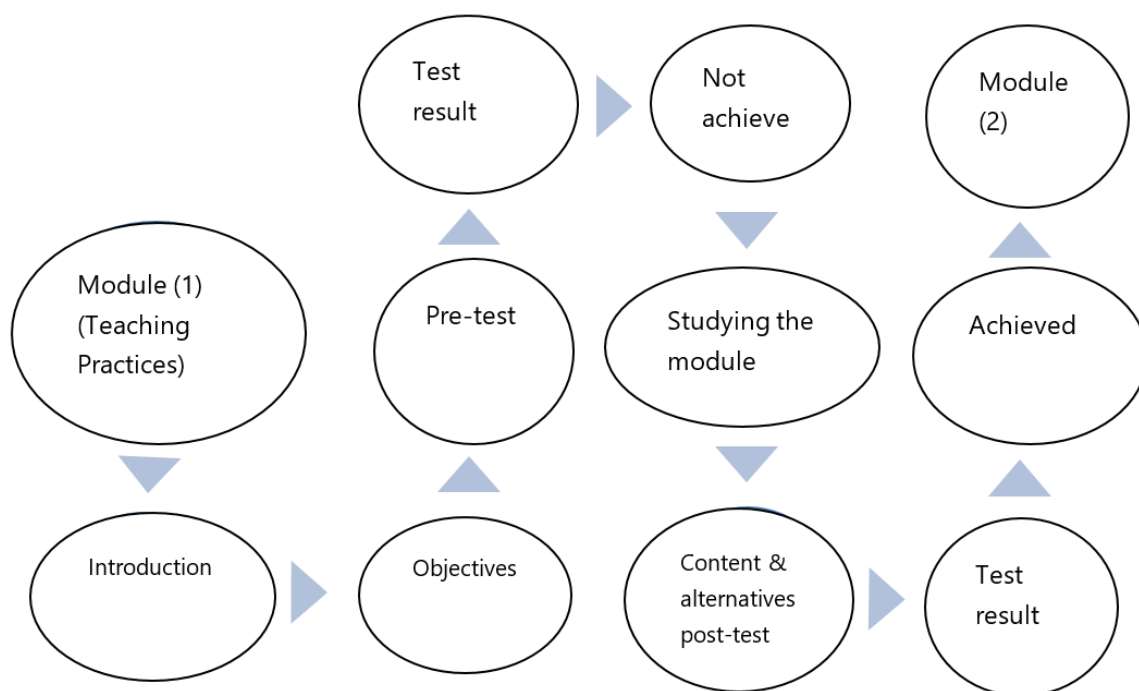 Module (1)
(Teaching
Practices)
Introduction
Objectives
Pre-test
Test
result
Not
achieve
Studying the
module
Content &
alternatives
post-test
Test
result
Achieved
Module
(2)